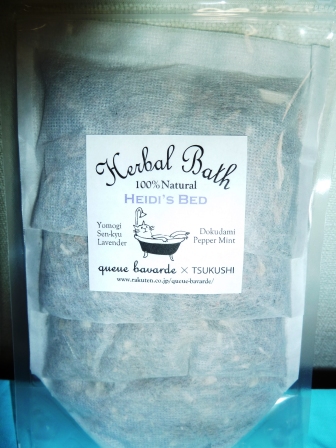 Herbal Bath
100% Natural
HEIDI'S BED
Yomogi
Sen-kyu
Lavender
Dokudami
Pepper Mint
queue bavarde × TSUKUSHI
www.rakuten.co.jp/queue-bavarde/